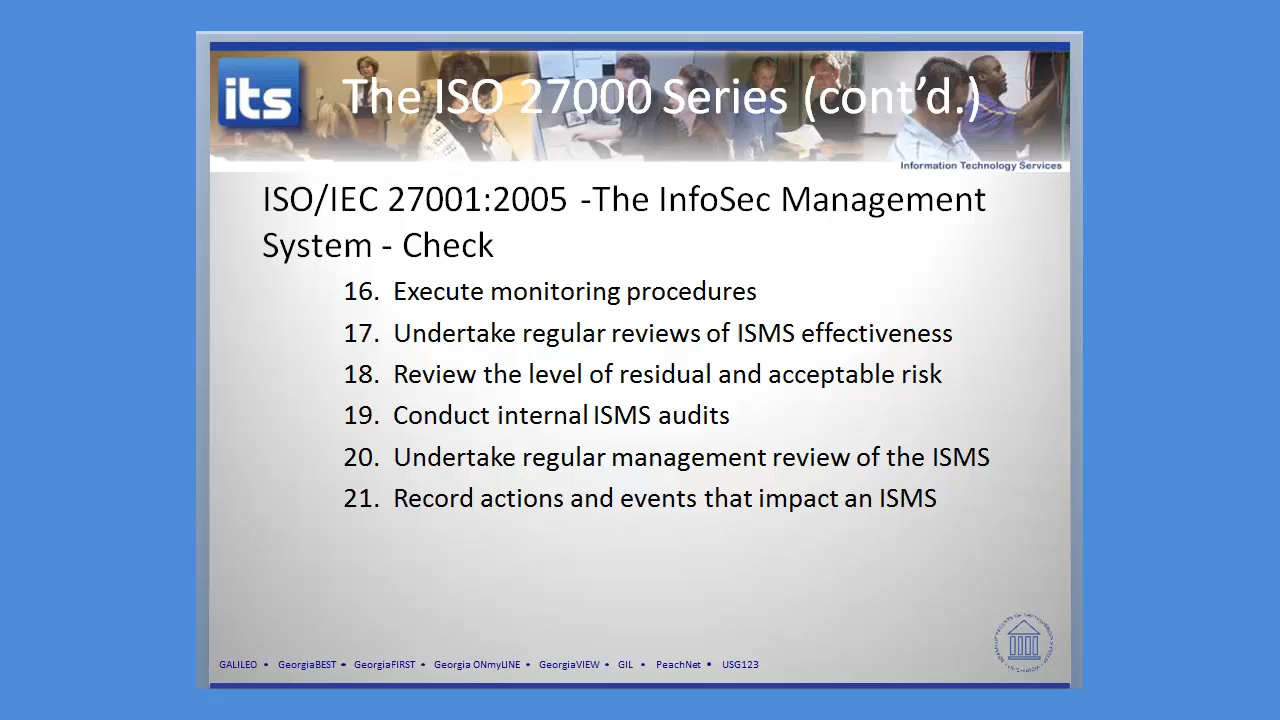 its
The ISO 27000 Series (cont'd.)
Information Technology Services
ISO/IEC 27001:2005 -The InfoSec Management
System - Check
16. Execute monitoring procedures
17. Undertake regular reviews of ISMS effectiveness
18. Review the level of residual and acceptable risk
19. Conduct internal ISMS audits
20. Undertake regular management review of the ISMS
21. Record actions and events that impact an ISMS
GALILEO • GeorgiaBEST • GeorgiaFIRST • Georgia ONmyLINE • GeorgiaVIEW • GIL • PeachNet • USG123